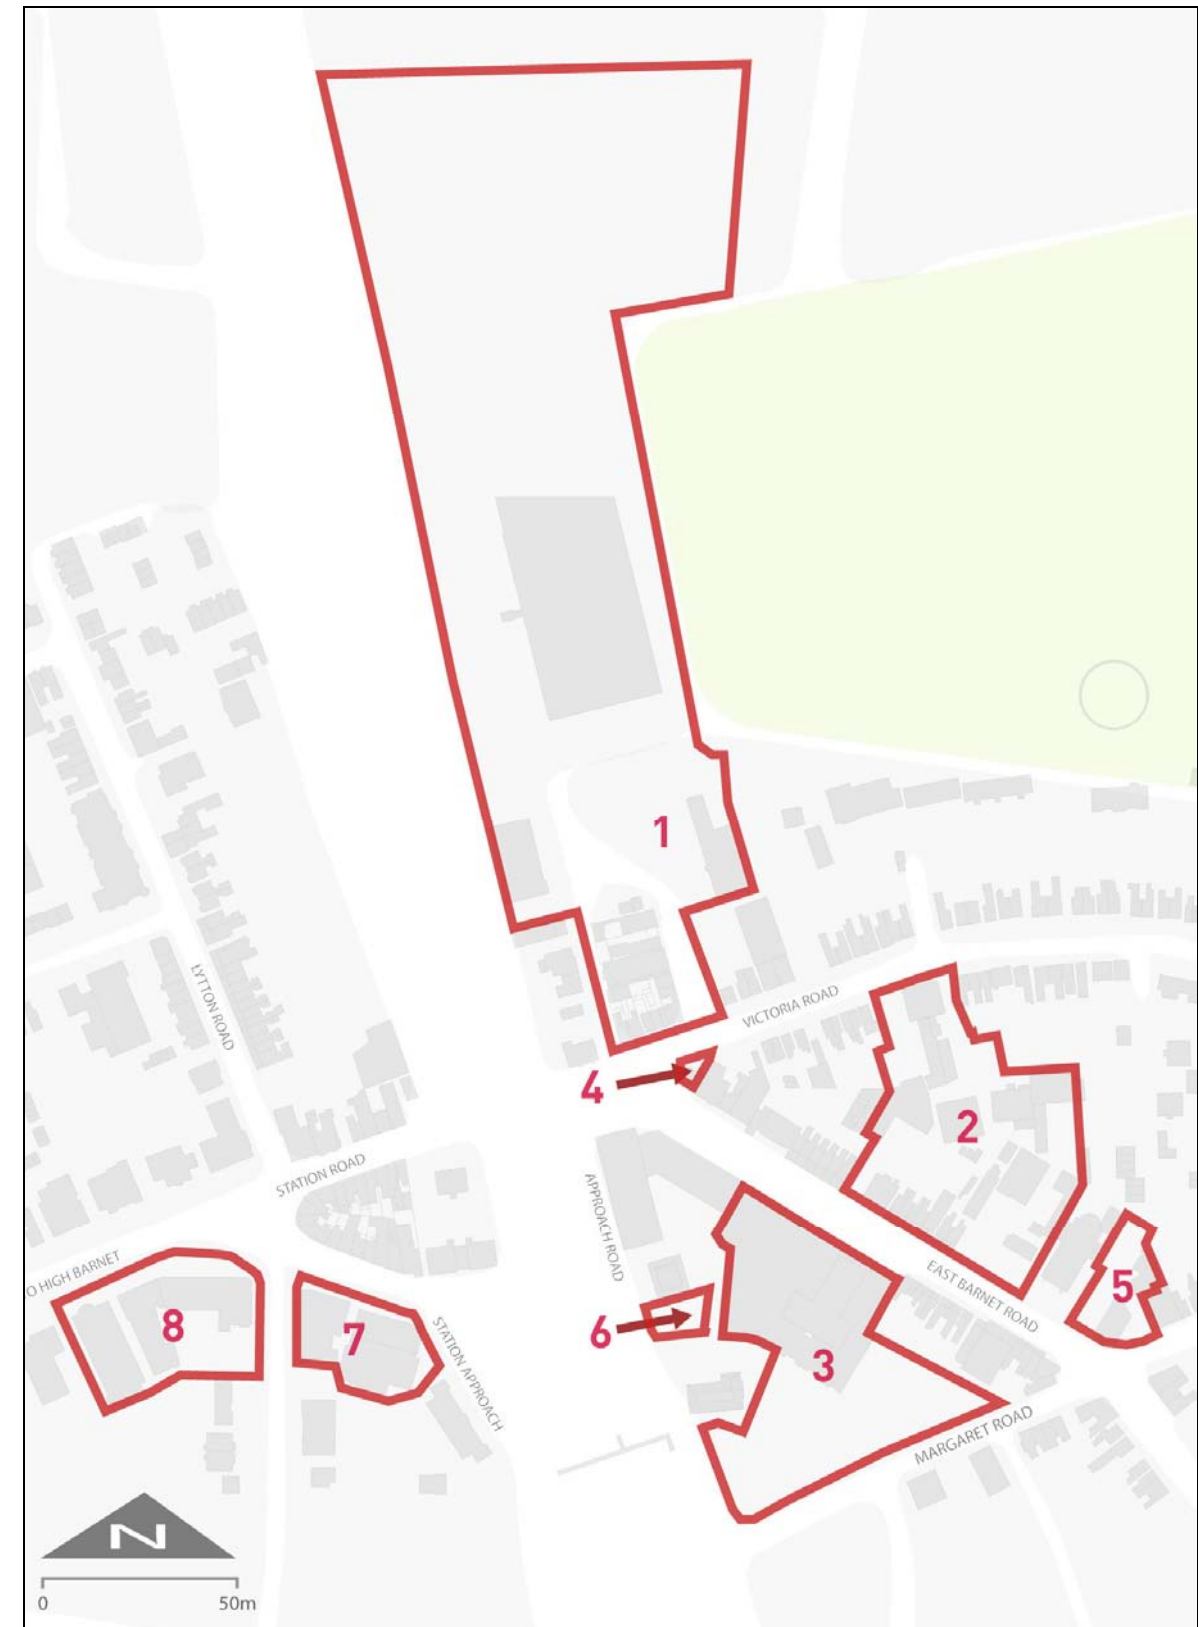 1
VICTORIA ROAD
LYTTON ROAD
4
2
STATION ROAD
APPROACH ROAD
O HIGH BARNET
EAST BARNET ROAD
5
8
7
6
3
STATION APPROACH
MARGARET ROAD
N
0 50m